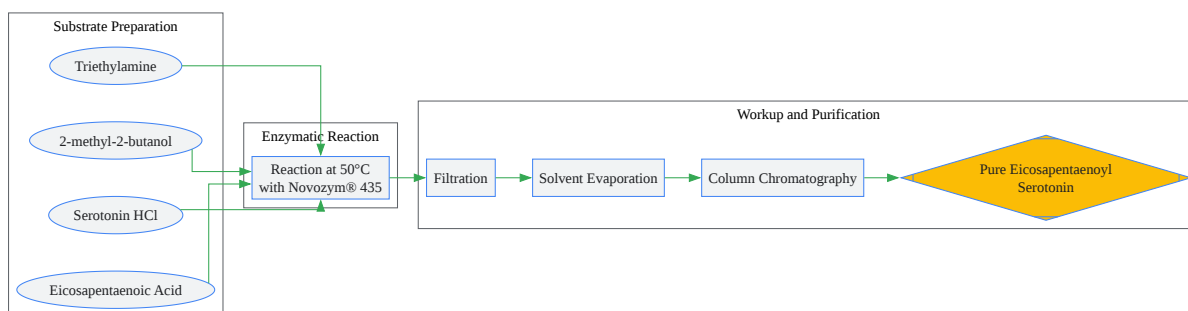 Substrate Preparation
Triethylamine
2-methyl-2-butanol
Serotonin HCl
Eicosapentaenoic Acid
Enzymatic Reaction
Reaction at 50°C
with Novozym® 435
Workup and Purification
Filtration
Solvent Evaporation
Column Chromatography
Pure Eicosapentaenoyl
Serotonin